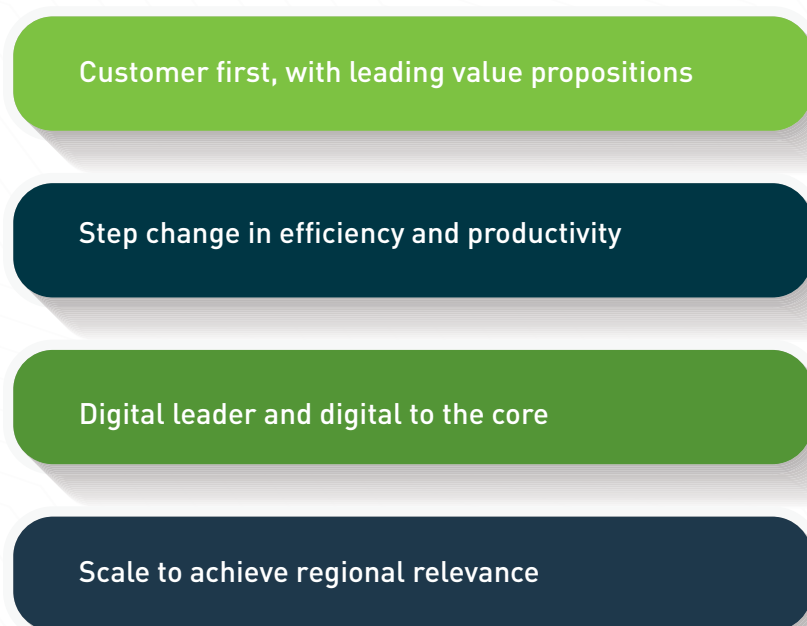 Customer first, with leading value propositions
Step change in efficiency and productivity
Digital leader and digital to the core
Scale to achieve regional relevance